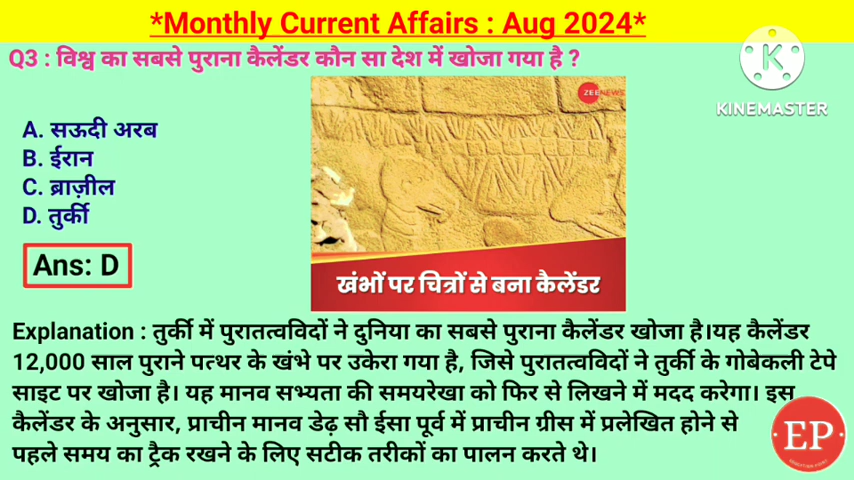 *Monthly Current Affairs : Aug 2024*
Q3 : विश्व का सबसे पुराना कैलेंडर कौन सा देश में खोजा गया है ?
K
KINEMASTER
ZEE NEWS
A. सऊदी अरब
B. ईरान
C. ब्राज़ील
D. तुर्की
Ans: D
खंभों पर चित्रों से बना कैलेंडर
Explanation : तुर्की में पुरातत्वविदों ने दुनिया का सबसे पुराना कैलेंडर खोजा है।यह कैलेंडर
12,000 साल पुराने पत्थर के खंभे पर उकेरा गया है, जिसे पुरातत्वविदों ने तुर्की के गोबेकली टेपे
साइट पर खोजा है। यह मानव सभ्यता की समयरेखा को फिर से लिखने में मदद करेगा। इस
कैलेंडर के अनुसार, प्राचीन मानव डेढ़ सौ ईसा पूर्व में प्राचीन ग्रीस में प्रलेखित होने से
पहले समय का ट्रैक रखने के लिए सटीक तरीकों का पालन करते थे।
EP